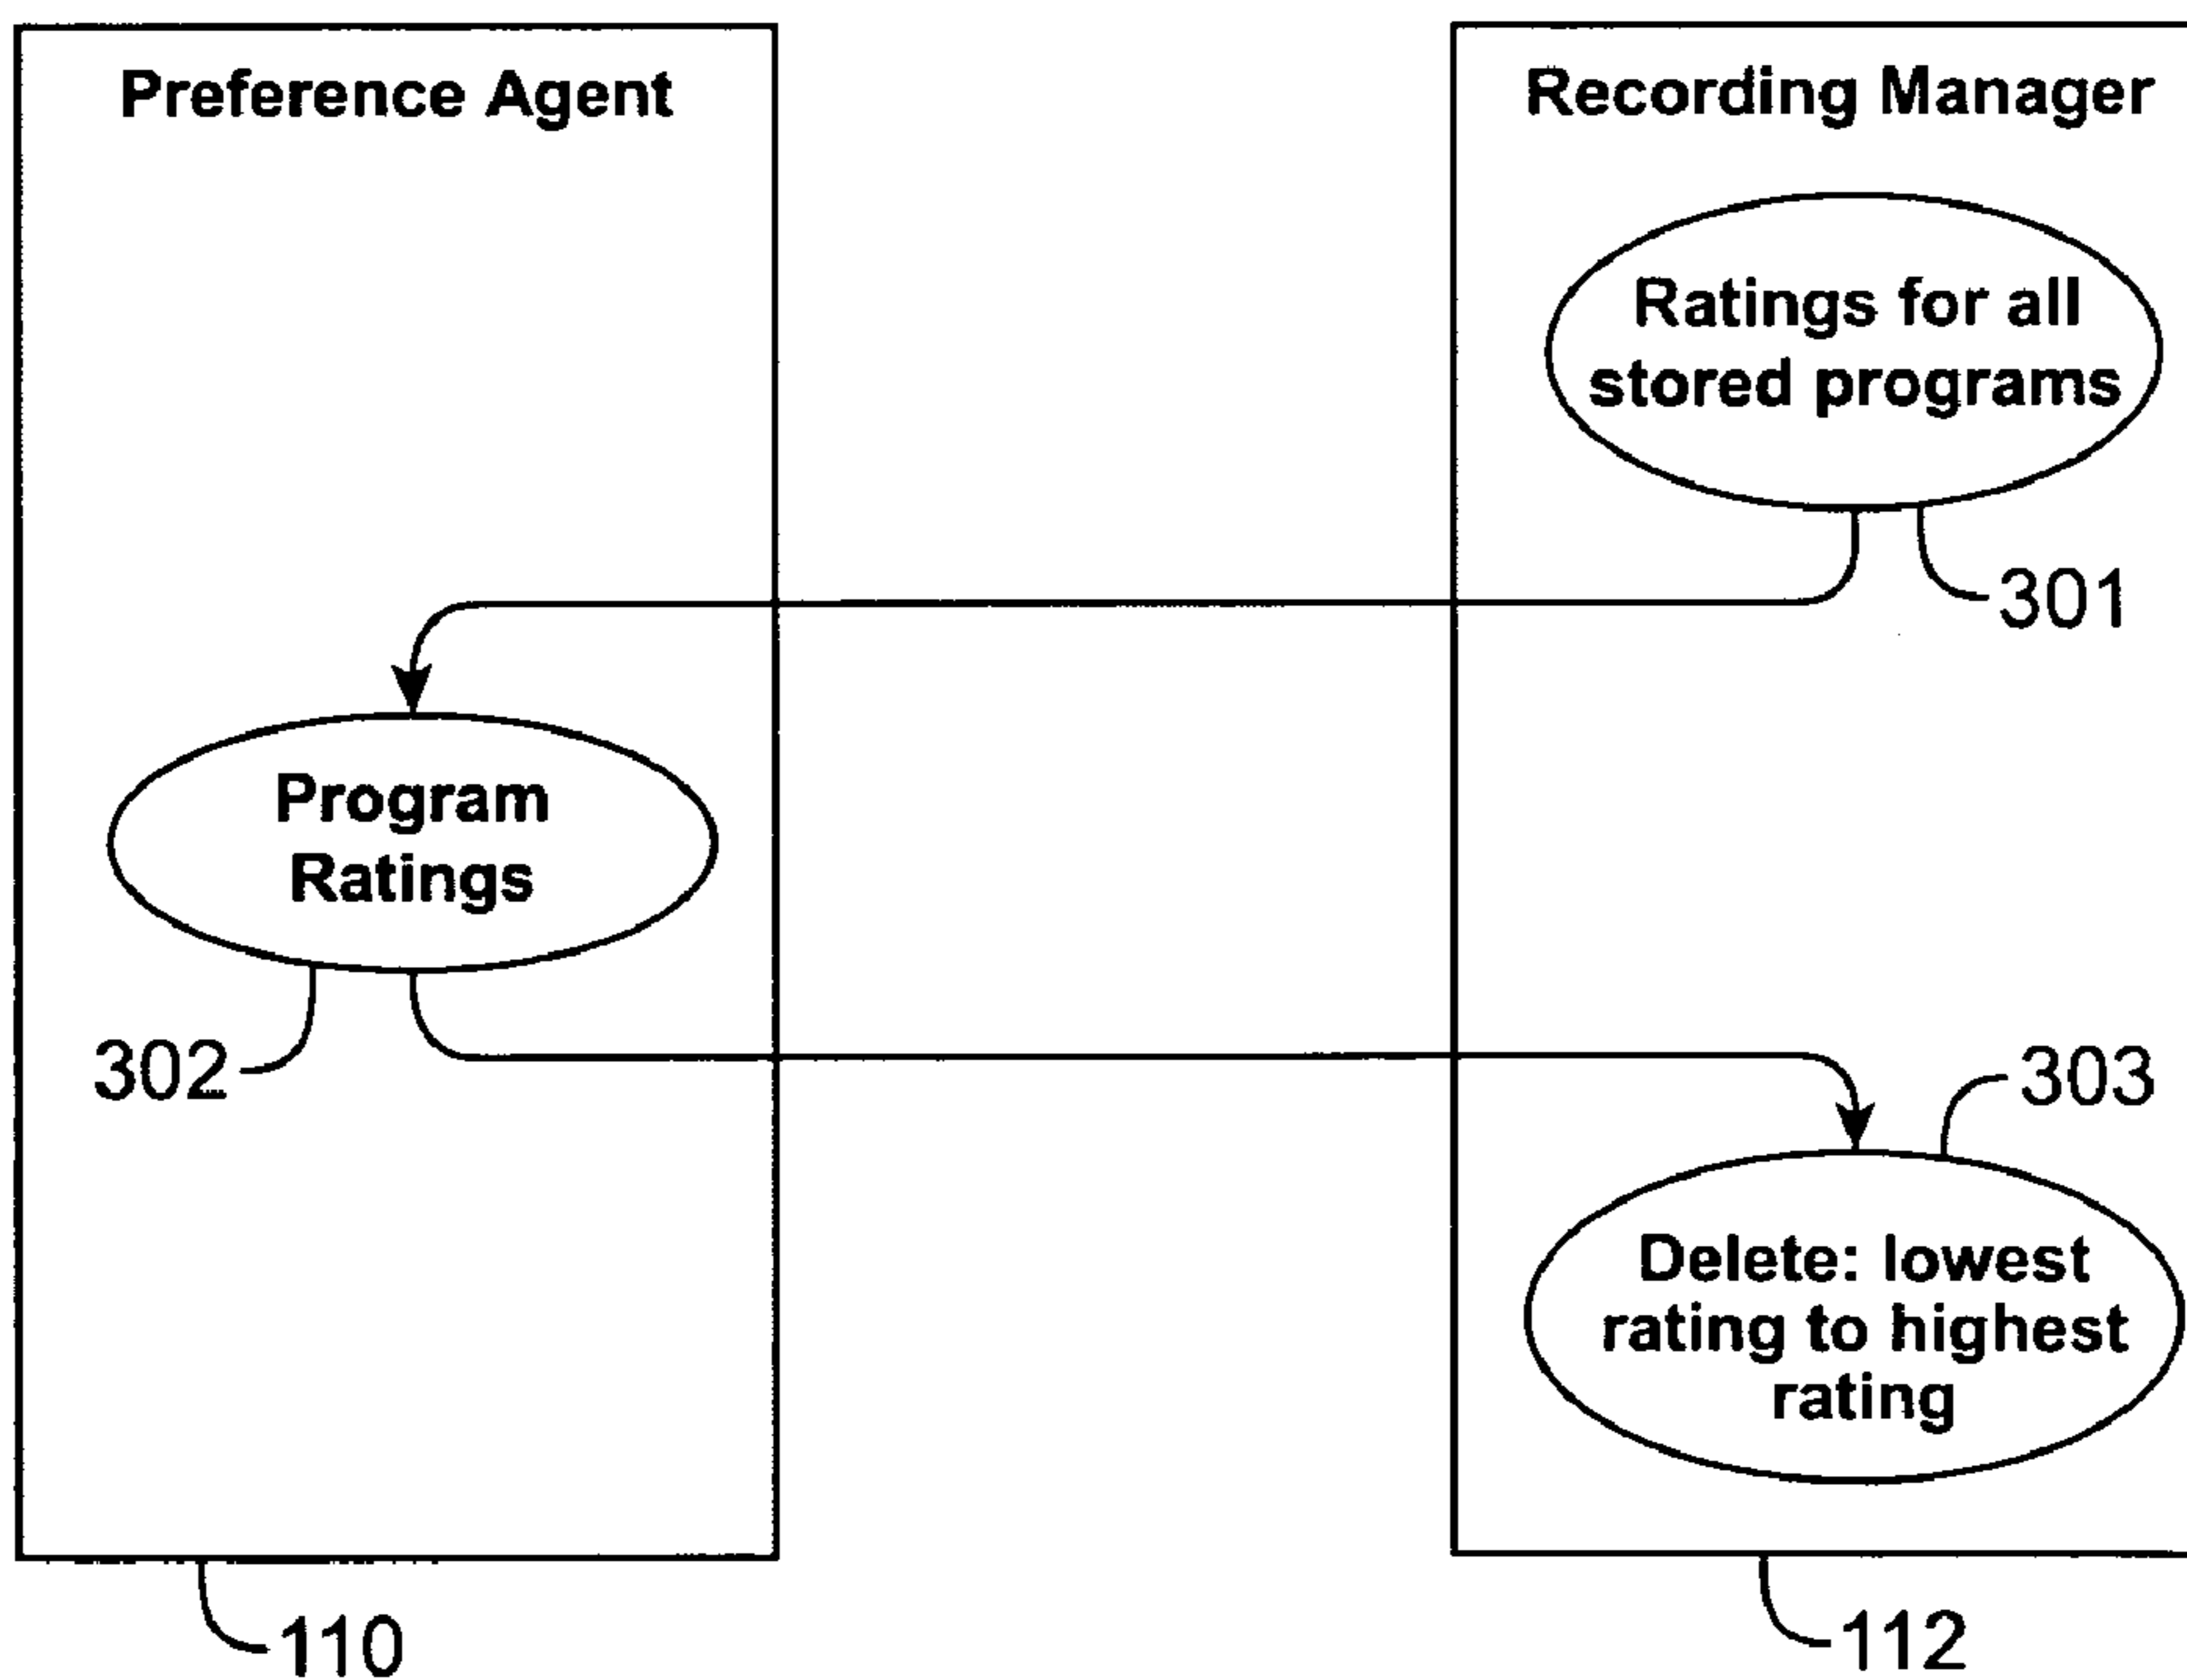 Preference Agent
Recording Manager
Ratings for all
stored programs
301
Program
Ratings
302
303
Delete: lowest
rating to highest
rating
110
112